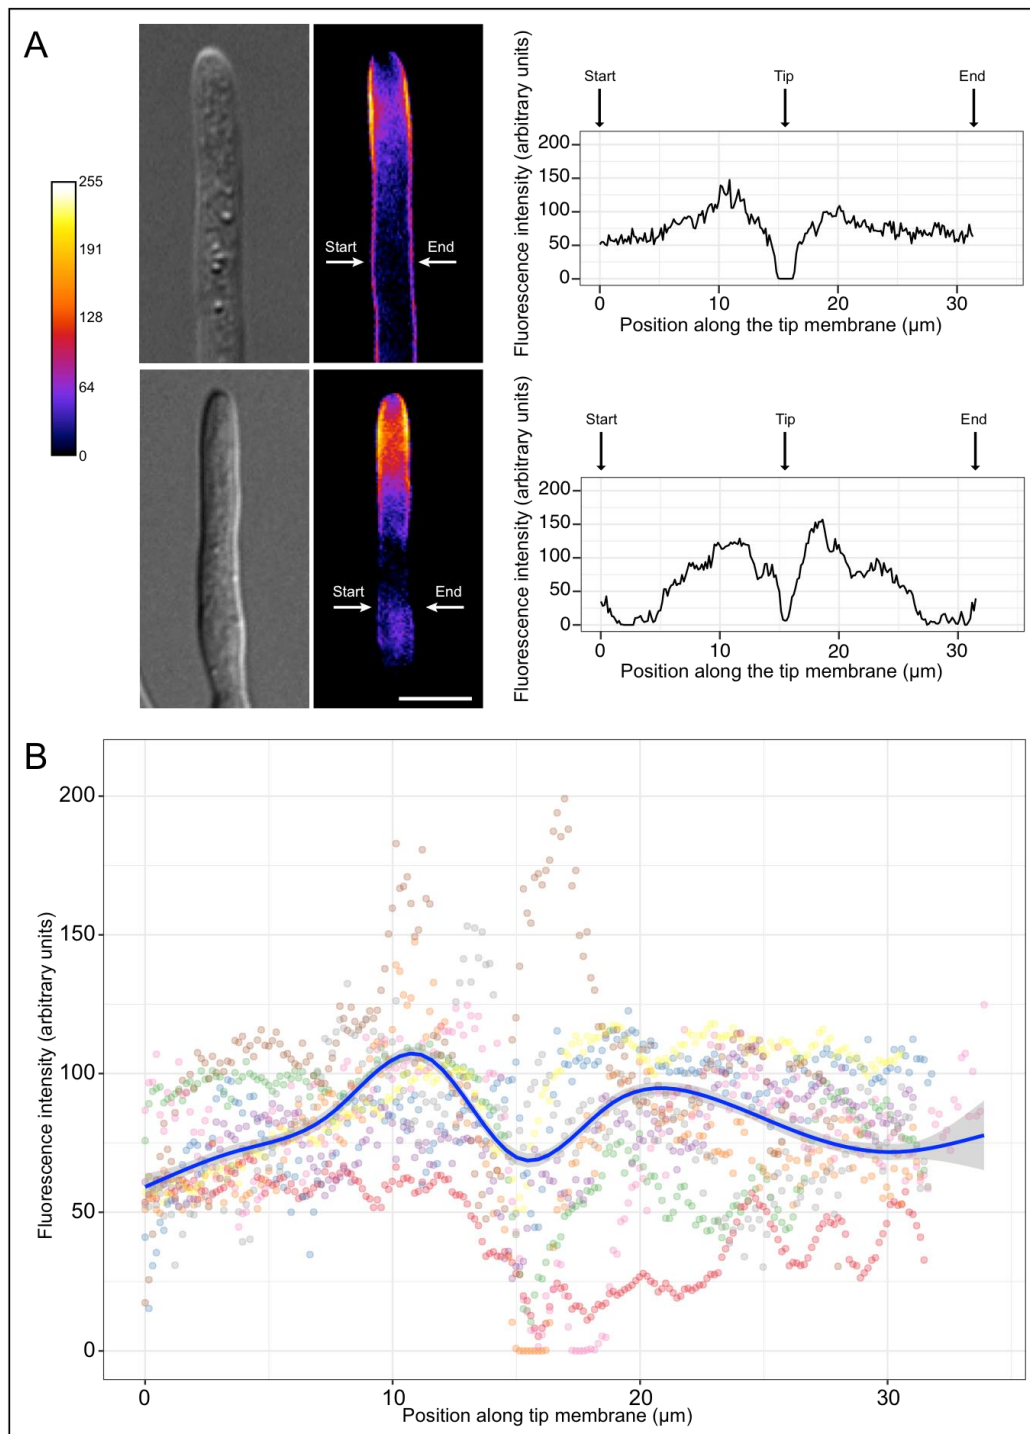 A
255
191
128
64
0
Start
End
Start
Tip
End
Fluorescence intensity (arbitrary units)
200
150
100
50
0
0
10
20
30
Position along the tip membrane (µm)
Start
End
Start
Tip
End
Fluorescence intensity (arbitrary units)
200
150
100
50
0
0
10
20
30
Position along the tip membrane (µm)
B
Fluorescence intensity (arbitrary units)
200
150
100
50
0
0
10
20
30
Position along tip membrane (µm)